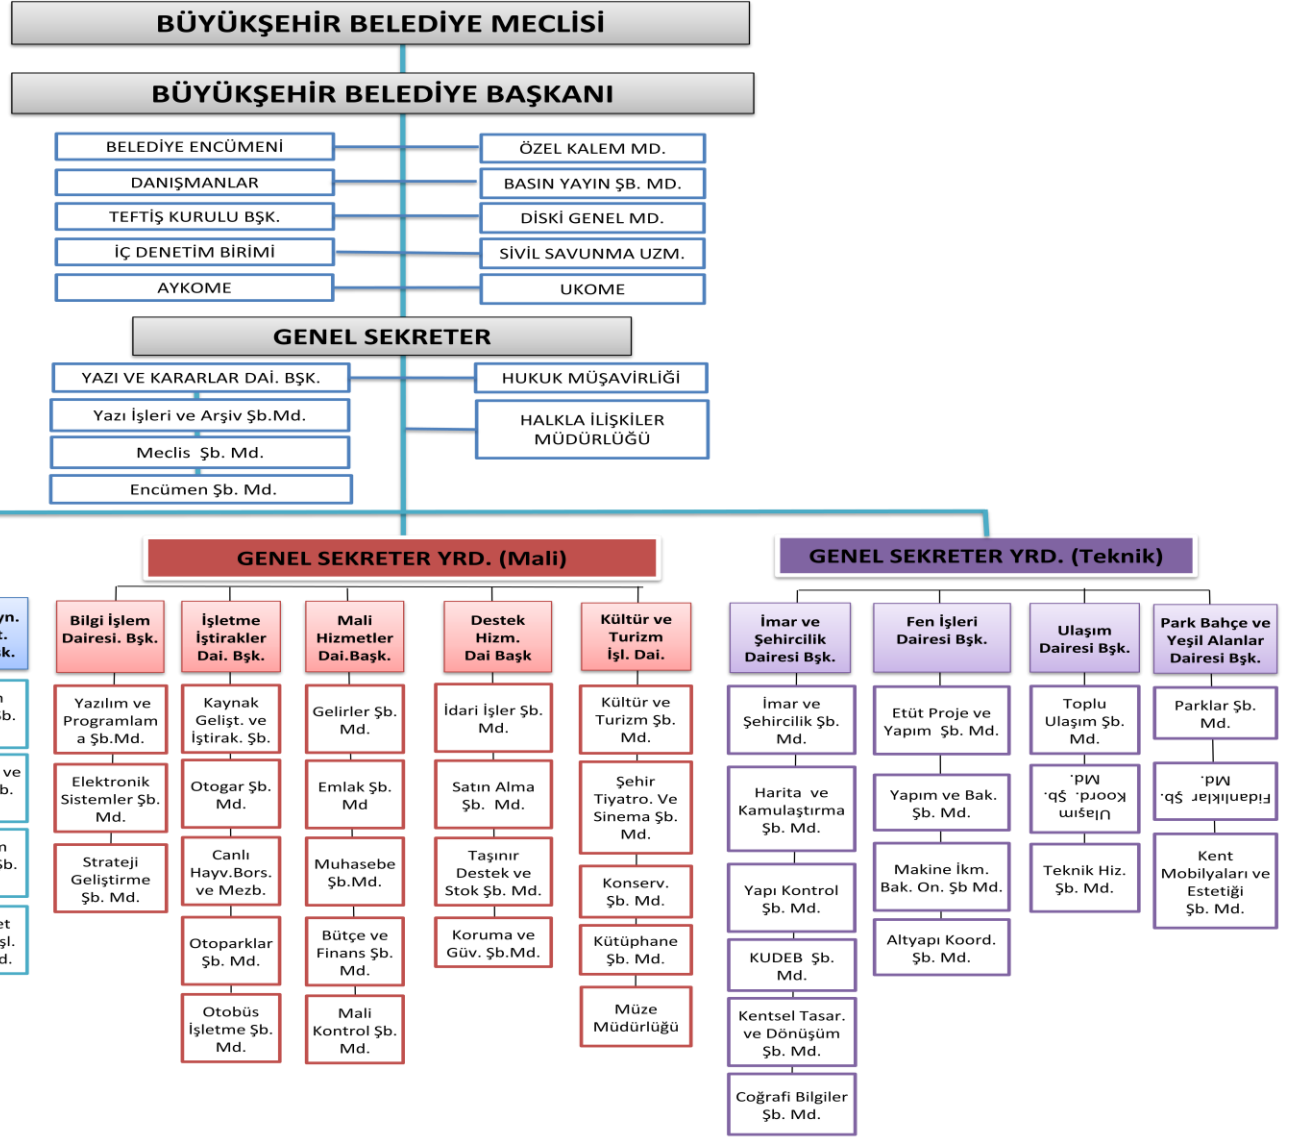 BÜYÜKŞEHİR BELEDİYE MECLİSİ
BÜYÜKŞEHİR BELEDİYE BAŞKANI
BELEDİYE ENCÜMENİ
ÖZEL KALEM MD.
DANIŞMANLAR
BASIN YAYIN ŞB. MD.
TEFTİŞ KURULU BŞK.
DİSKİ GENEL MD.
İÇ DENETİM BİRİMİ
SİVİL SAVUNMA UZM.
AYKOME
UKOME
GENEL SEKRETER
YAZI VE KARARLAR DAİ. BŞK.
HUKUK MÜŞAVİRLİĞİ
Yazı İşleri ve Arşiv Şb.Md.
HALKLA İLİŞKİLER
MÜDÜRLÜĞÜ
Meclis Şb. Md.
Encümen Şb. Md.
GENEL SEKRETER YRD. (Mali)
GENEL SEKRETER YRD. (Teknik)
yn.
t.
şk.
n
Şb.
ve
b.
n
Şb.
et
şl.
d.
Bilgi İşlem
Dairesi. Bşk.
Yazılım ve
Programlam
a Şb.Md.
Elektronik
Sistemler Şb.
Md.
Strateji
Geliştirme
Şb. Md.
İşletme
İştirakler
Dai. Bşk.
Kaynak
Gelişt. ve
İştirak. Şb.
Otogar Şb.
Md.
Canlı
Hayv.Bors.
ve Mezb.
Otoparklar
Şb. Md.
Otobüs
İşletme Şb.
Md.
Mali
Hizmetler
Dai.Başk.
Gelirler Şb.
Md.
Emlak Şb.
Md
Muhasebe
Şb.Md.
Bütçe ve
Finans Şb.
Md.
Mali
Kontrol Şb.
Md.
Destek
Hizm.
Dai Başk
İdari İşler Şb.
Md.
Satın Alma
Şb. Md.
Taşınır
Destek ve
Stok Şb. Md.
Koruma ve
Güv. Şb.Md.
Kültür ve
Turizm
İşl. Dai.
Kültür ve
Turizm Şb.
Md.
Şehir
Tiyatro. Ve
Sinema Şb.
Md.
Konserv.
Şb. Md.
Kütüphane
Şb. Md.
Müze
Müdürlüğü
İmar ve
Şehircilik
Dairesi Bşk.
İmar ve
Şehircilik Şb.
Md.
Harita ve
Kamulaştırma
Şb. Md.
Yapı Kontrol
Şb. Md.
KUDEB Şb.
Md.
Kentsel Tasar.
ve Dönüşüm
Şb. Md.
Coğrafi Bilgiler
Şb. Md.
Fen İşleri
Dairesi Bşk.
Etüt Proje ve
Yapım Şb. Md.
Yapım ve Bak.
Şb. Md.
Makine İkm.
Bak. On. Şb Md.
Altyapı Koord.
Şb. Md.
Ulaşım
Dairesi Bşk.
Toplu
Ulaşım Şb.
Md.
Ulaşım
Koord. Şb.
Md.
Teknik Hiz.
Şb. Md.
Park Bahçe ve
Yeşil Alanlar
Dairesi Bşk.
Parklar Şb.
Md.
Fidanlıklar Şb.
Md.
Kent
Mobilyaları ve
Estetiği
Şb. Md.